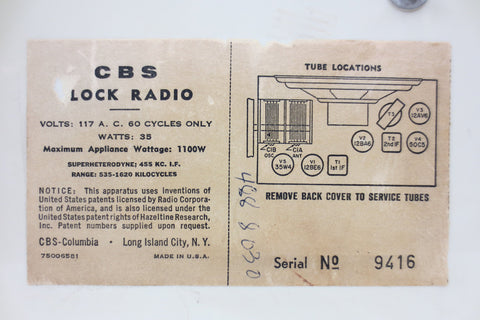 CBS
LOCK RADIO
VOLTS: 117 A. C. 60 CYCLES ONLY
WATTS: 35
Maximum Appliance Wattage: 1100W
SUPERHETERODYNE; 455 KC. I.F.
RANGE: 535-1620 KILOCYCLES
NOTICE: This apparatus uses inventions of
United States patents licensed by Radio Corpora-
tion of America, and is also licensed under the
United States patent rights of Hazeltine Research,
Inc. Patent numbers supplied upon request.
CBS-Columbia · Long Island City, N. Y.
75006581 MADE IN U.S.A.
TUBE LOCATIONS
V3
12AV6
T3
V2
12BA6
T2
2nd IF
V4
50C5
C1B
OSC
C1A
ANT
V5
35W4
V1
12BE6
T1
1st IF
REMOVE BACK COVER TO SERVICE TUBES
Serial No 9416